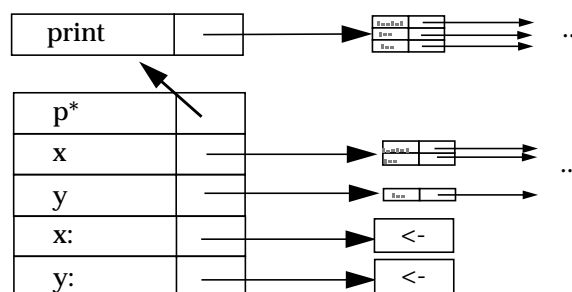 print
..
p*
x
..
y
x:
<-
y:
<-